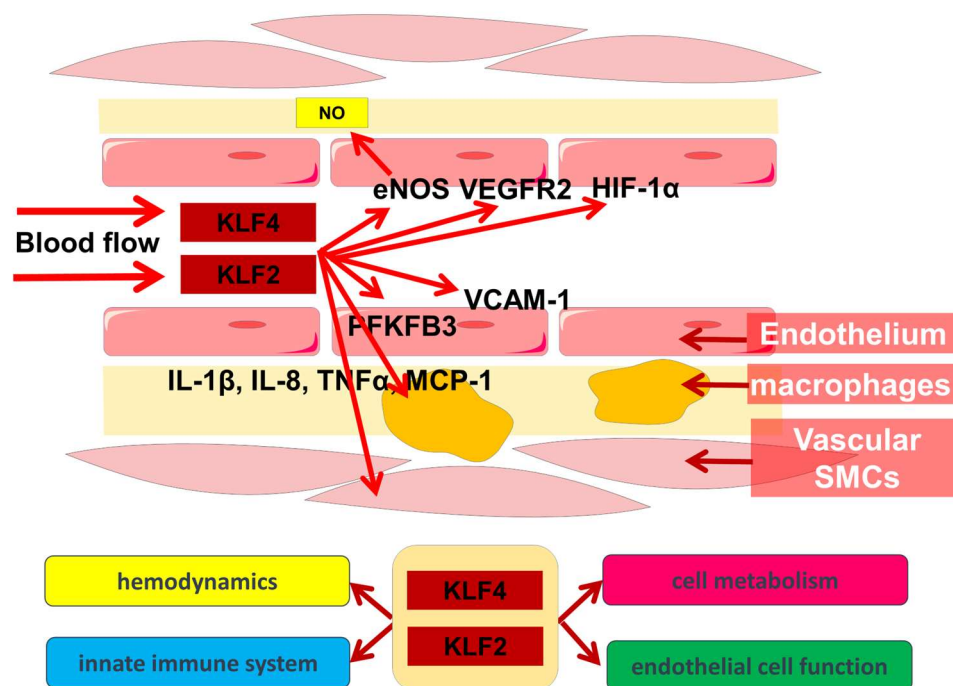 NO
eNOS VEGFR2 HIF-1α
KLF4
Blood flow
KLF2
VCAM-1
PFKFB3
Endothelium
IL-1β, IL-8, TNFα, MCP-1
macrophages
Vascular
SMCs
hemodynamics
KLF4
cell metabolism
innate immune system
KLF2
endothelial cell function